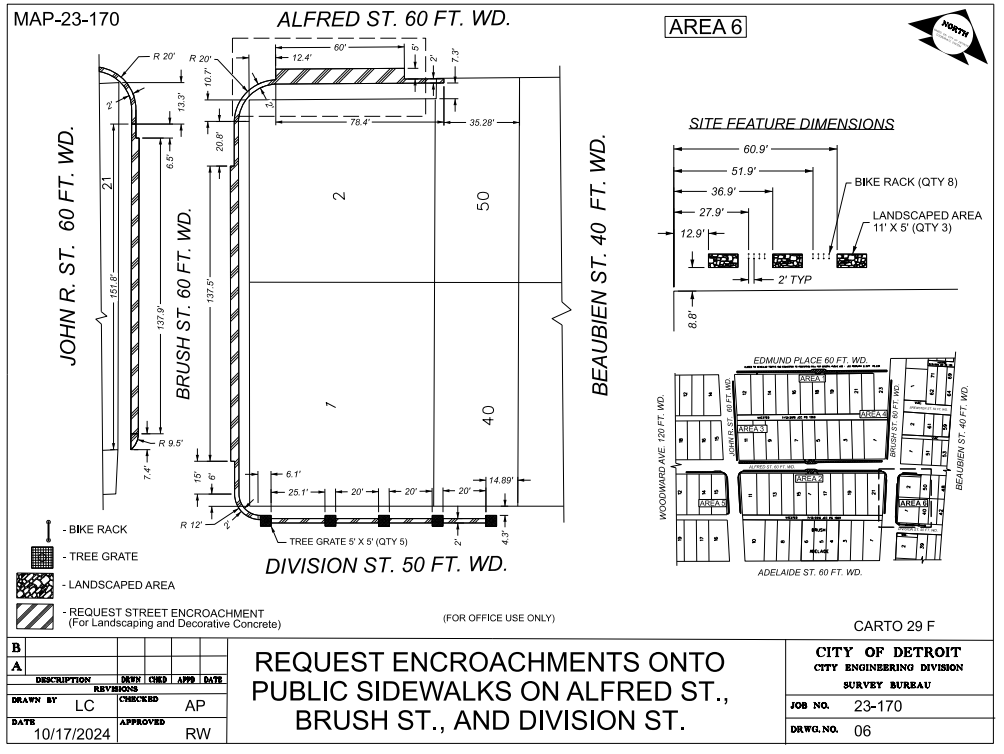 MAP-23-170
ALFRED ST. 60 FT. WD.
AREA 6
NORTH
60'
12.4'
5'
2'
7.3'
R 20'
R 20'
10.7'
2'
2'
13.3'
78.4'
35.28'
20.8'
6.5'
21
2
50
JOHN R. ST. 60 FT. WD.
151.8'
137.9'
BRUSH ST. 60 FT. WD.
137.5'
BEAUBIEN ST. 40 FT. WD.
1
40
R 9.5'
7.4'
15'
6'
6.1'
25.1'
20'
20'
20'
14.89'
R 12'
2'
2'
4.3'
TREE GRATE 5' X 5' (QTY 5)
DIVISION ST. 50 FT. WD.
SITE FEATURE DIMENSIONS
60.9'
51.9'
36.9'
27.9'
12.9'
BIKE RACK (QTY 8)
LANDSCAPED AREA
11' X 5' (QTY 3)
2' TYP
8.8'
EDMUND PLACE 60 FT. WD.
AREA 1
AREA 4
AREA 3
WOODWARD AVE. 120 FT. WD.
JOHN R. ST. 60 FT. WD.
BRUSH ST. 60 FT. WD.
BEAUBIEN ST. 40 FT. WD.
ALFRED ST. 60 FT. WD.
AREA 2
AREA 5
AREA 6
BRUSH
ADELAIDE ST. 60 FT. WD.
- BIKE RACK
- TREE GRATE
- LANDSCAPED AREA
- REQUEST STREET ENCROACHMENT
(For Landscaping and Decorative Concrete)
(FOR OFFICE USE ONLY)
CARTO 29 F
B
A
DESCRIPTION DRWN CHKD APPD DATE
REVISIONS
DRAWN BY LC
CHECKED AP
DATE 10/17/2024
APPROVED RW
REQUEST ENCROACHMENTS ONTO
PUBLIC SIDEWALKS ON ALFRED ST.,
BRUSH ST., AND DIVISION ST.
CITY OF DETROIT
CITY ENGINEERING DIVISION
SURVEY BUREAU
JOB NO. 23-170
DRWG. NO. 06